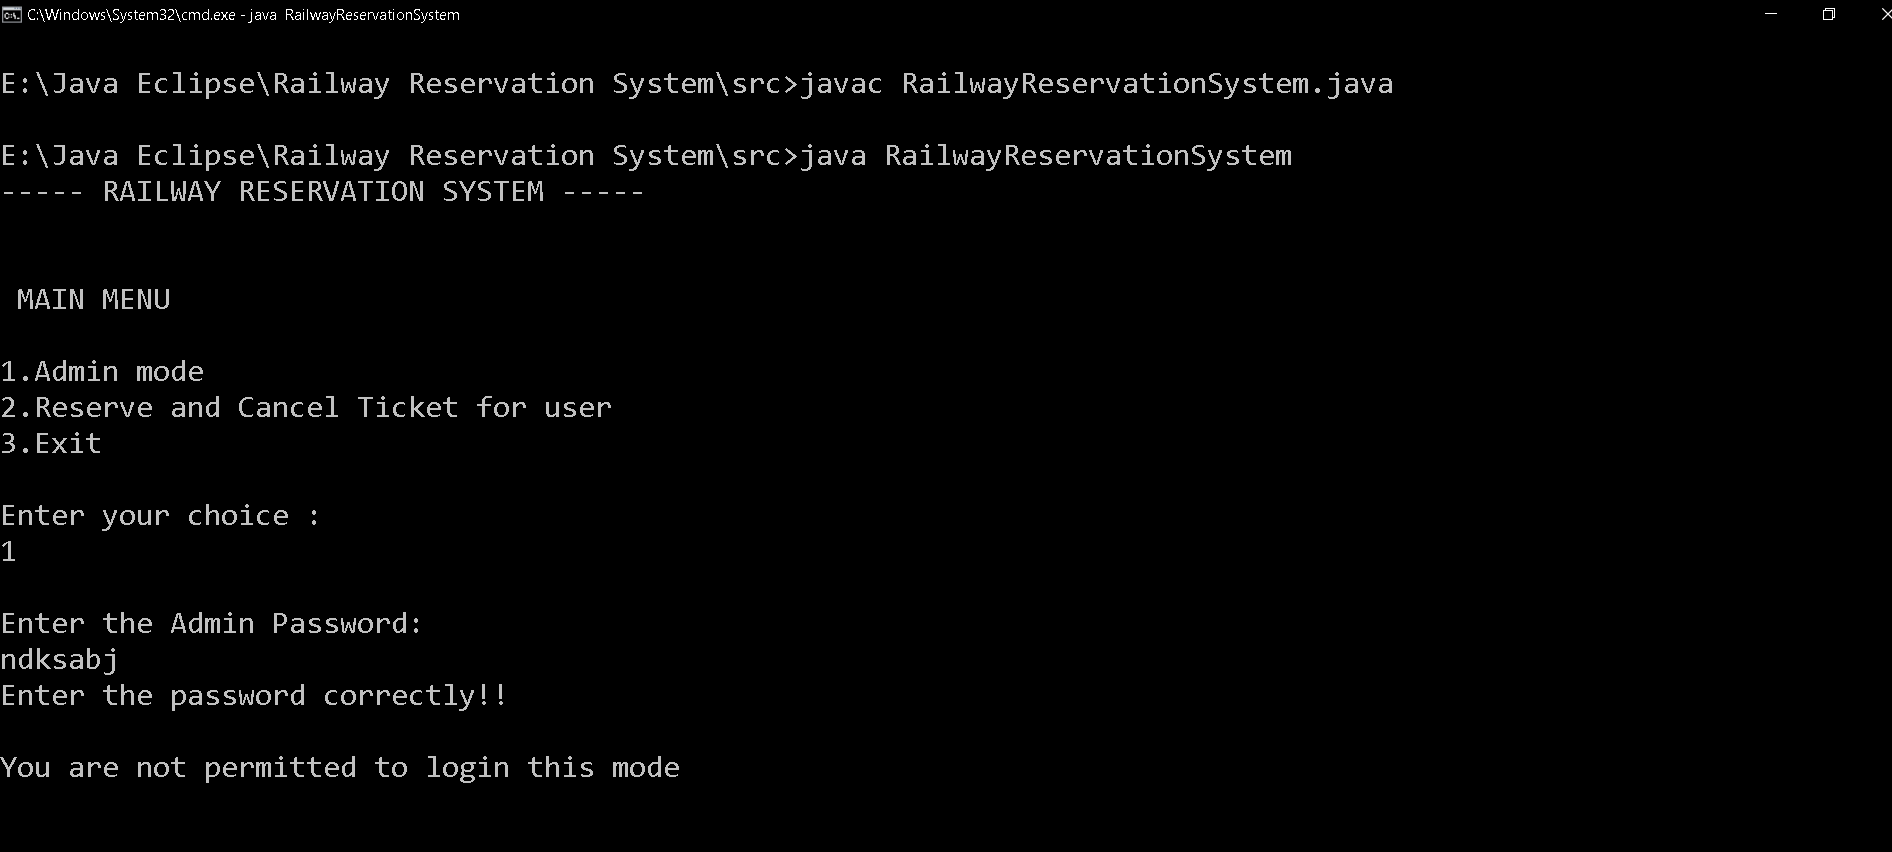 C:\Windows\System32\cmd.exe - java  RailwayReservationSystem
E:\Java Eclipse\Railway Reservation System\src>javac RailwayReservationSystem.java
E:\Java Eclipse\Railway Reservation System\src>java RailwayReservationSystem
----- RAILWAY RESERVATION SYSTEM -----
MAIN MENU
1.Admin mode
2.Reserve and Cancel Ticket for user
3.Exit
Enter your choice :
1
Enter the Admin Password:
ndksabj
Enter the password correctly!!
You are not permitted to login this mode